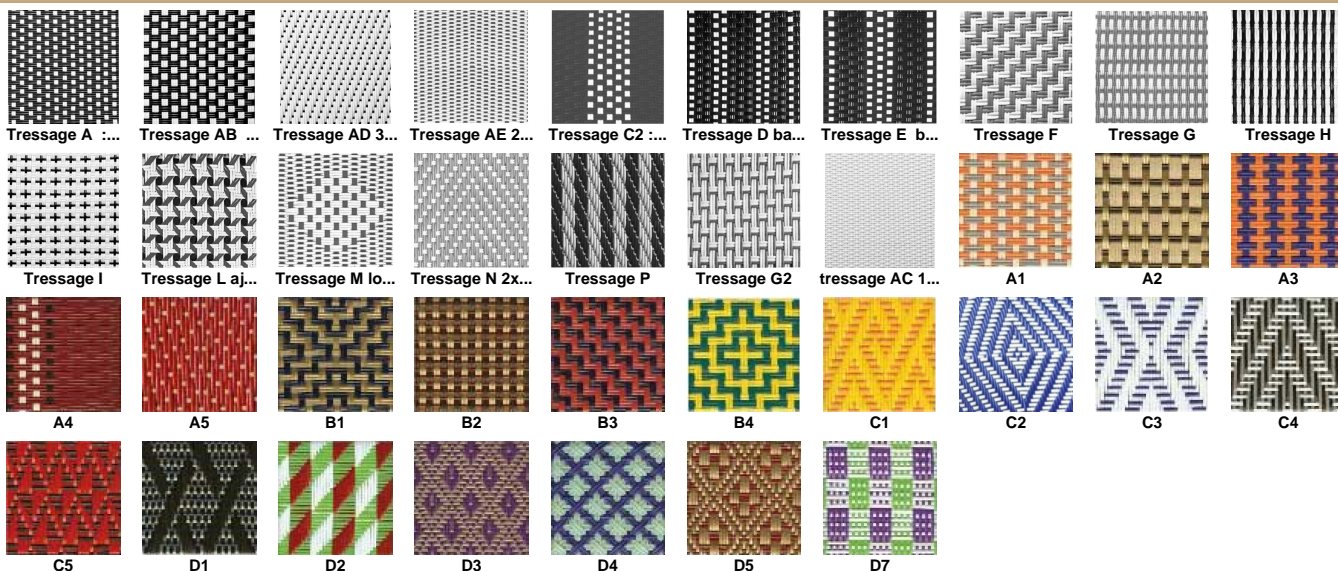 Tressage A :... Tressage AB ... Tressage AD 3... Tressage AE 2... Tressage C2 :... Tressage D ba... Tressage E b... Tressage F Tressage G Tressage H
Tressage I Tressage L aj... Tressage M lo... Tressage N 2x... Tressage P Tressage G2 tressage AC 1... A1 A2 A3
A4 A5 B1 B2 B3 B4 C1 C2 C3 C4
C5 D1 D2 D3 D4 D5 D7